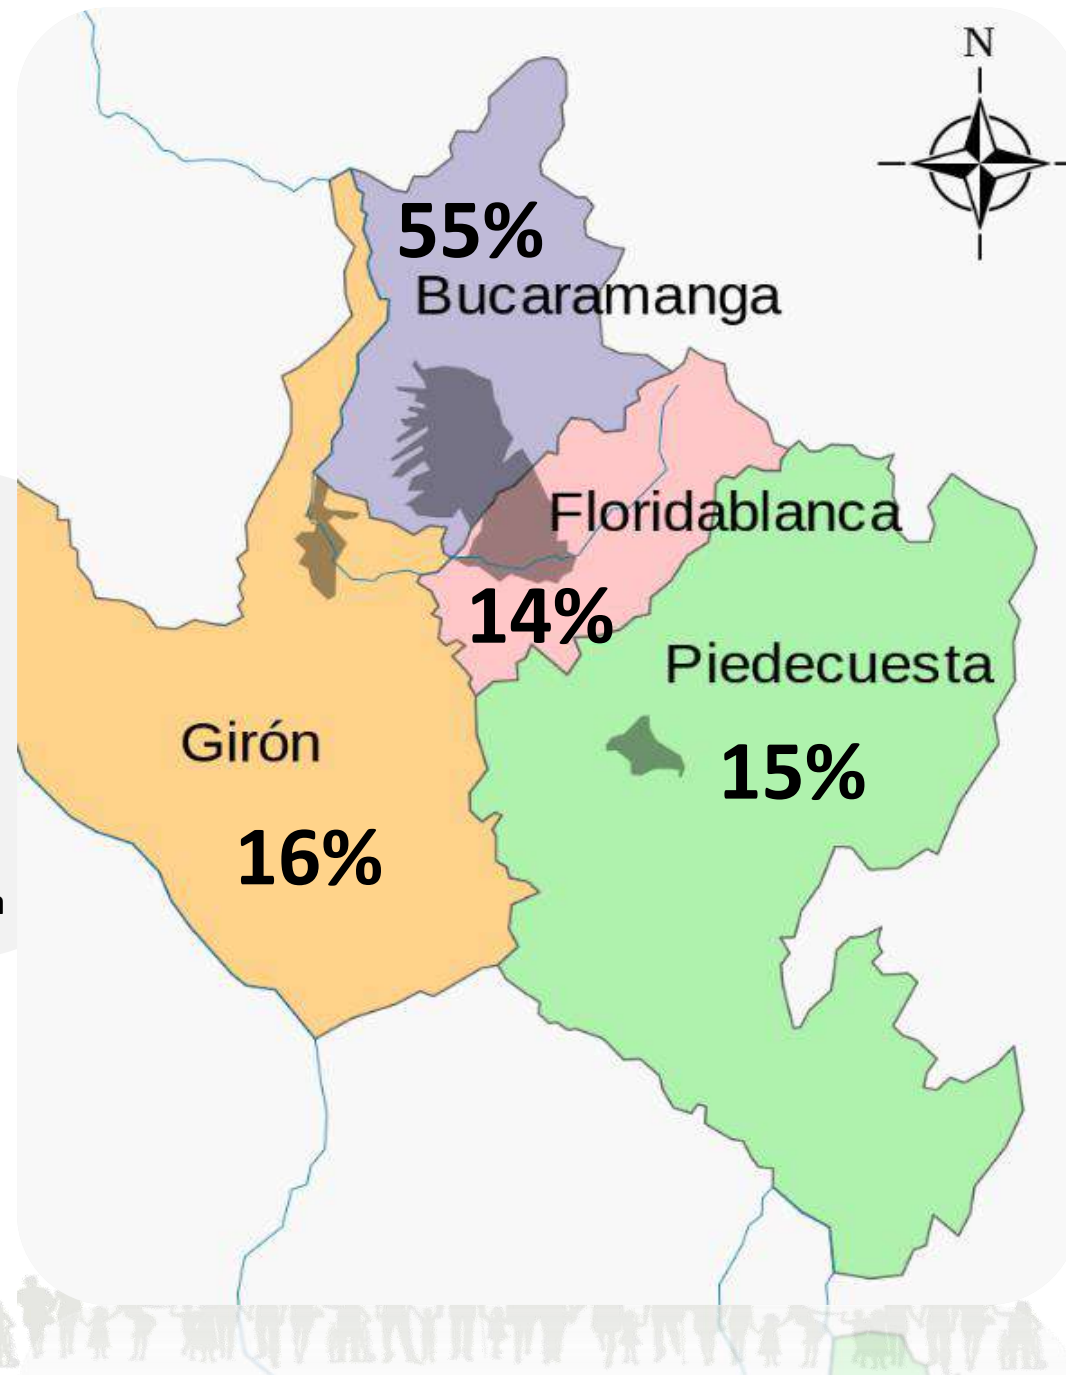 N
55%
Bucaramanga
Floridablanca
14%
Piedecuesta
15%
Girón
16%